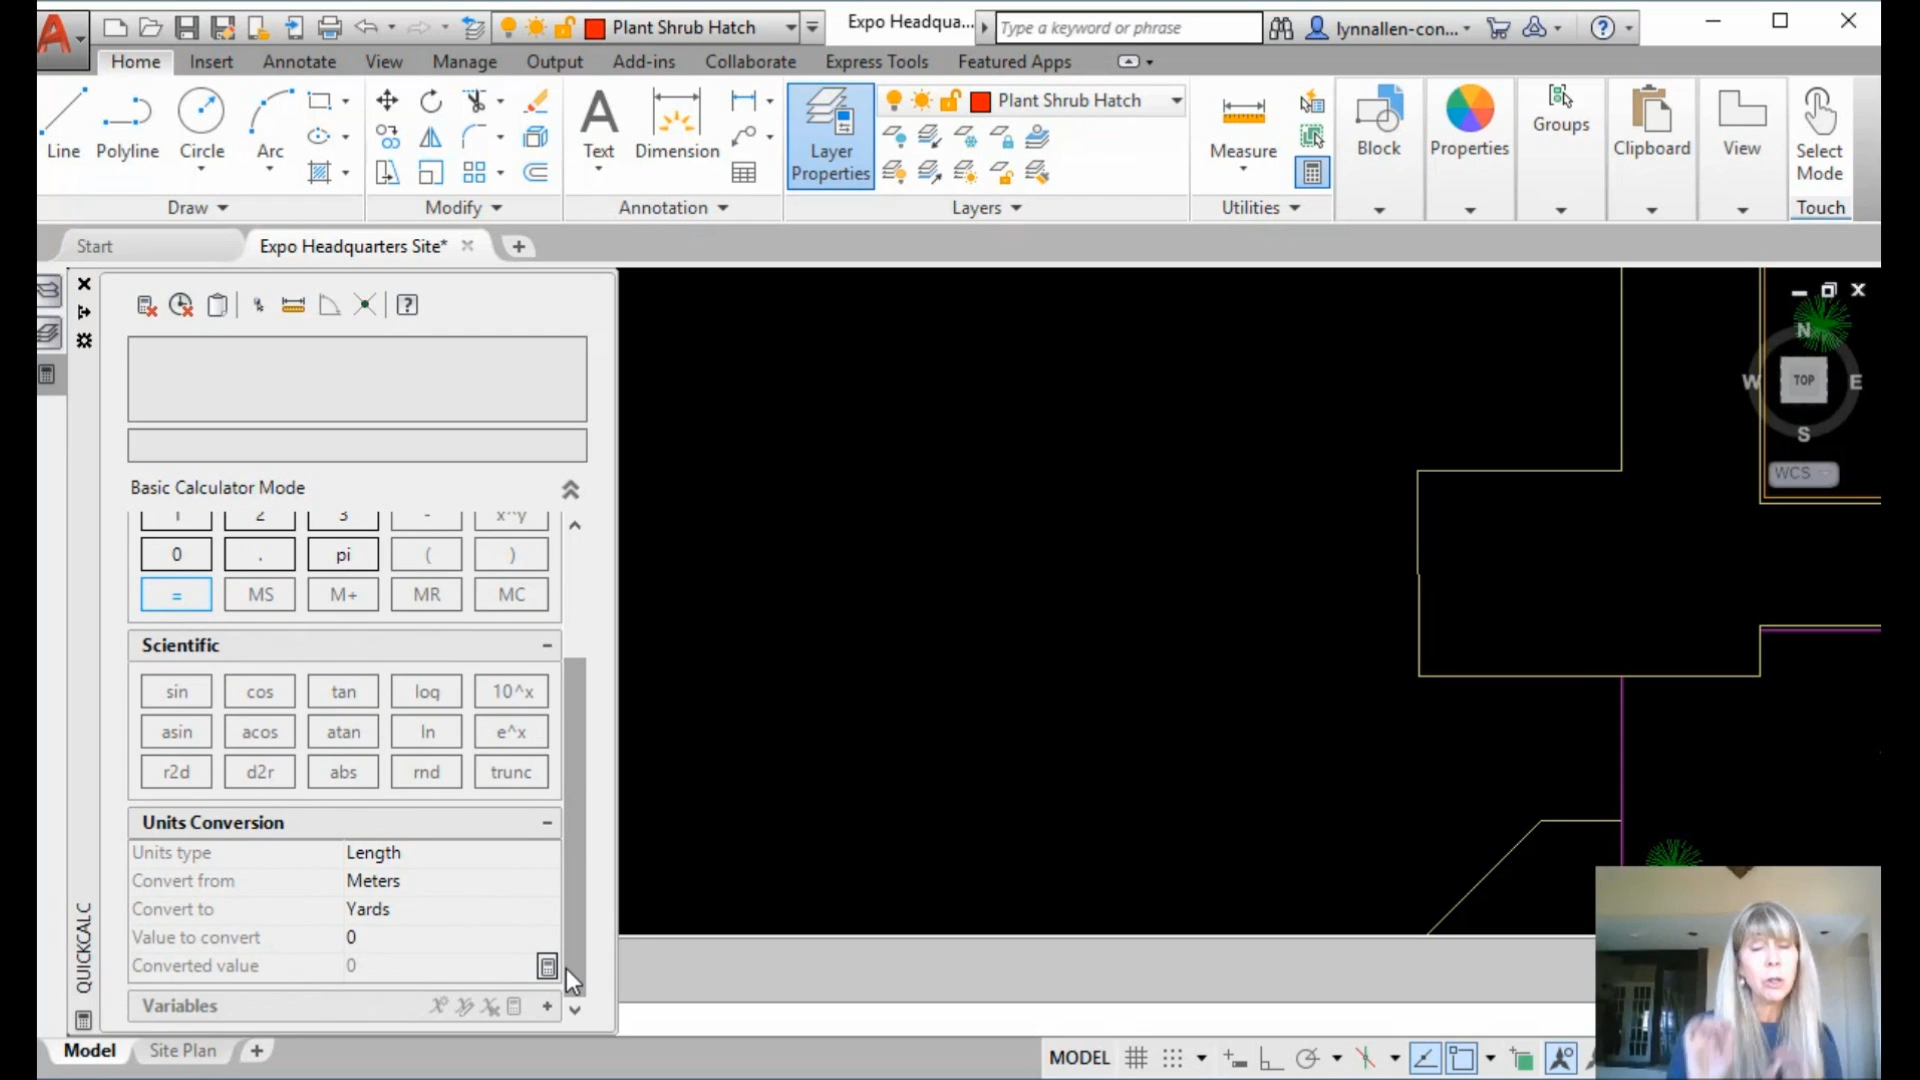 Plant Shrub Hatch
Expo Headqua...
Type a keyword or phrase
lynnallen-con...
Home Insert Annotate View Manage Output Add-ins Collaborate Express Tools Featured Apps
Line Polyline Circle Arc
Text Dimension
Layer
Properties
Plant Shrub Hatch
Measure
Block
Properties
Groups
Clipboard
View
Select
Mode
Draw
Modify
Annotation
Layers
Utilities
Touch
Start
Expo Headquarters Site*
N
W TOP E
S
WCS
Basic Calculator Mode
1 2 3 - x^y
0 . pi ( )
= MS M+ MR MC
Scientific
sin cos tan log 10^x
asin acos atan ln e^x
r2d d2r abs rnd trunc
Units Conversion
Units type Length
Convert from Meters
Convert to Yards
Value to convert 0
Converted value 0
Variables
QUICKCALC
Model Site Plan
MODEL